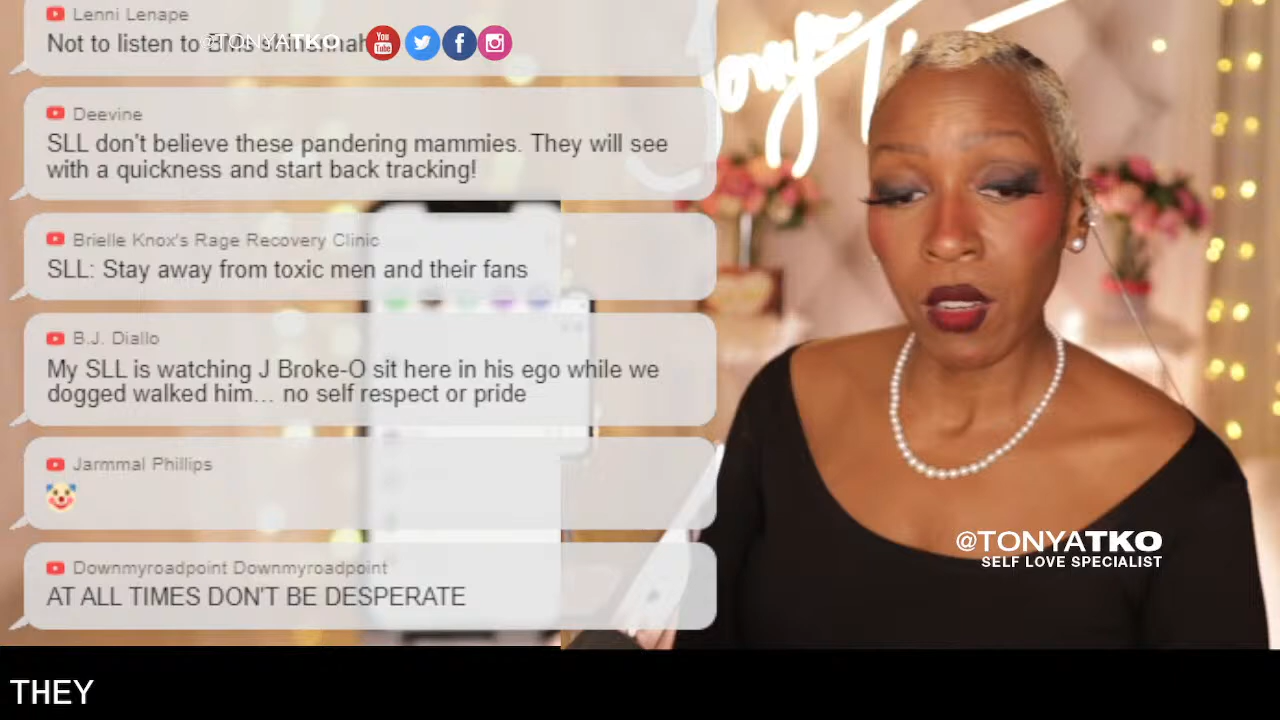 Lenni Lenape
Not to listen to
@TONYATKO
You
Tube
Deevine
SLL don't believe these pandering mammies. They will see
with a quickness and start back tracking!
Brielle Knox's Rage Recovery Clinic
SLL: Stay away from toxic men and their fans
B.J. Diallo
My SLL is watching J Broke-O sit here in his ego while we
dogged walked him... no self respect or pride
Jarmmal Phillips
Downmyroadpoint Downmyroadpoint
AT ALL TIMES DON'T BE DESPERATE
@TONYATKO
SELF LOVE SPECIALIST
THEY